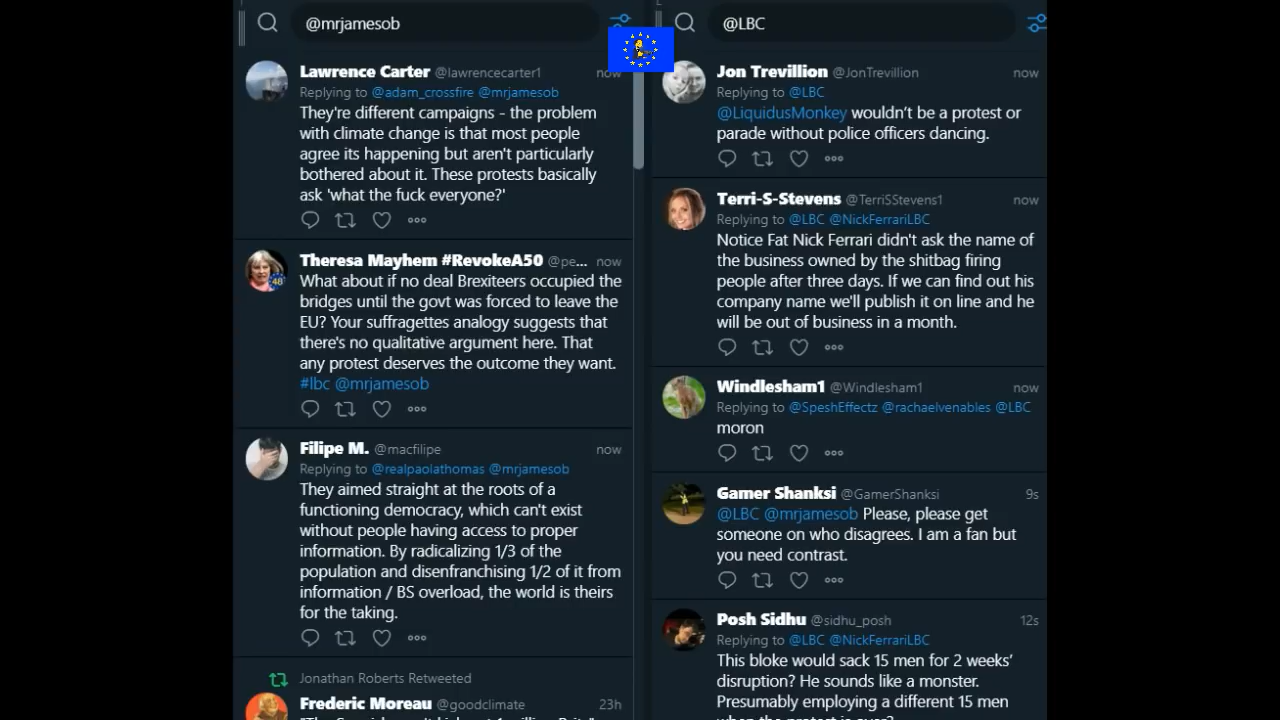 @mrjamesob
Lawrence Carter @lawrencecarter1 now
Replying to @adam_crossfire @mrjamesob
They're different campaigns - the problem
with climate change is that most people
agree its happening but aren't particularly
bothered about it. These protests basically
ask 'what the fuck everyone?'
Theresa Mayhem #RevokeA50 @pe... now
What about if no deal Brexiteers occupied the
bridges until the govt was forced to leave the
EU? Your suffragettes analogy suggests that
there's no qualitative argument here. That
any protest deserves the outcome they want.
#lbc @mrjamesob
Filipe M. @macfilipe now
Replying to @realpaolathomas @mrjamesob
They aimed straight at the roots of a
functioning democracy, which can't exist
without people having access to proper
information. By radicalizing 1/3 of the
population and disenfranchising 1/2 of it from
information / BS overload, the world is theirs
for the taking.
Jonathan Roberts Retweeted
Frederic Moreau @goodclimate 23h
@LBC
Jon Trevillion @JonTrevillion now
Replying to @LBC
@LiquidusMonkey wouldn't be a protest or
parade without police officers dancing.
Terri-S-Stevens @TerriSStevens1 now
Replying to @LBC @NickFerrariLBC
Notice Fat Nick Ferrari didn't ask the name of
the business owned by the shitbag firing
people after three days. If we can find out his
company name we'll publish it on line and he
will be out of business in a month.
Windlesham1 @Windlesham1 now
Replying to @SpeshEffectz @rachaelvenables @LBC
moron
Gamer Shanksi @GamerShanksi 9s
@LBC @mrjamesob Please, please get
someone on who disagrees. I am a fan but
you need contrast.
Posh Sidhu @sidhu_posh 12s
Replying to @LBC @NickFerrariLBC
This bloke would sack 15 men for 2 weeks'
disruption? He sounds like a monster.
Presumably employing a different 15 men
when the protest is over?